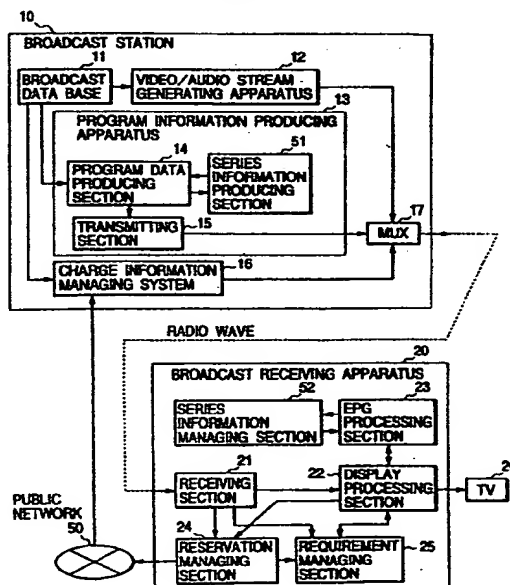 10
BROADCAST STATION
11
12
BROADCAST
DATA BASE
VIDEO/AUDIO STREAM
GENERATING APPARATUS
13
PROGRAM INFORMATION PRODUCING
APPARATUS
14
51
PROGRAM DATA
PRODUCING
SECTION
SERIES
INFORMATION
PRODUCING SECTION
15
17
TRANSMITTING
SECTION
MUX
16
CHARGE INFORMATION
MANAGING SYSTEM
RADIO WAVE
20
BROADCAST RECEIVING APPARATUS
52
23
SERIES
INFORMATION
MANAGING SECTION
EPG
PROCESSING
SECTION
21
22
RECEIVING
SECTION
DISPLAY
PROCESSING
SECTION
TV
PUBLIC
NETWORK
50
24
RESERVATION
MANAGING
SECTION
REQUIREMENT
MANAGING
SECTION
25